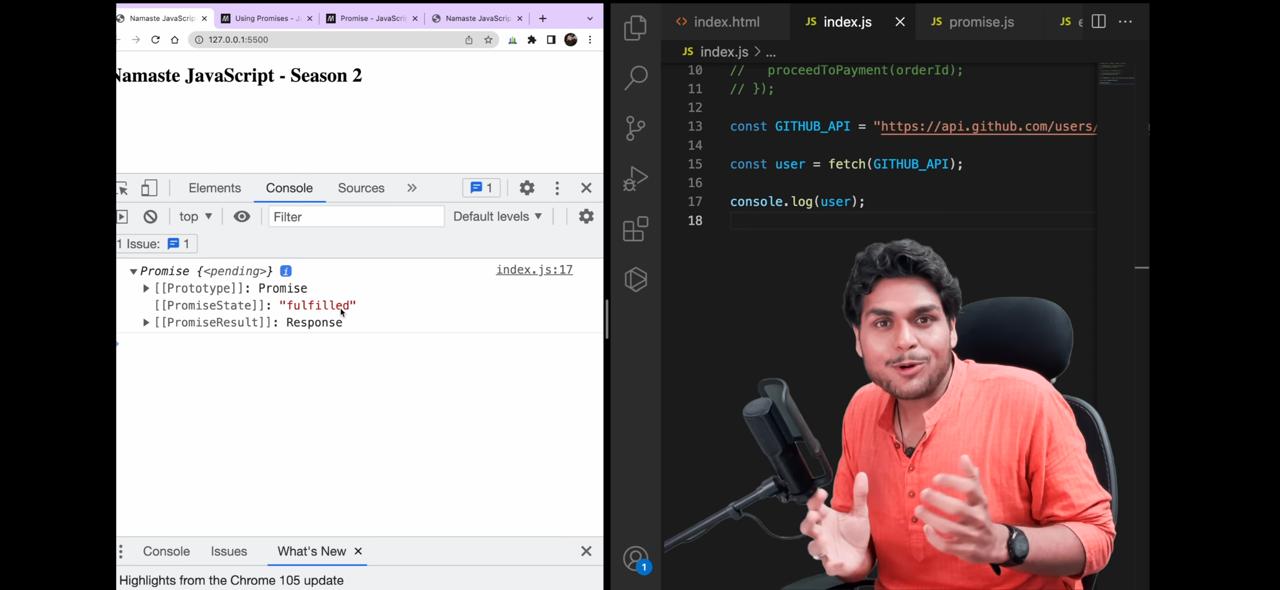 Namaste JavaScript
Using Promises - J
Promise - JavaScri
Namaste JavaScript
127.0.0.1:5500
Namaste JavaScript - Season 2
Elements Console Sources 1
top Filter Default levels
1 Issue: 1
Promise {<pending>} i index.js:17
[[Prototype]]: Promise
[[PromiseState]]: "fulfilled"
[[PromiseResult]]: Response
Console Issues What's New
Highlights from the Chrome 105 update
index.html JS index.js JS promise.js JS
JS index.js > ...
10 // proceedToPayment(orderId);
11 // });
12
13 const GITHUB_API = "https://api.github.com/users/
14
15 const user = fetch(GITHUB_API);
16
17 console.log(user);
18
1